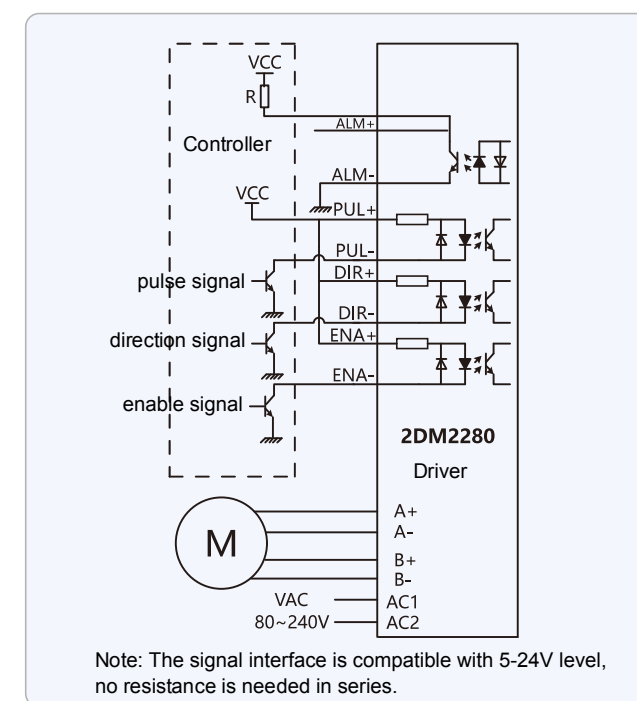 VCC
R
ALM+
Controller
ALM-
VCC
PUL+
PUL-
pulse signal
DIR+
DIR-
direction signal
ENA+
ENA-
enable signal
2DM2280
Driver
M
A+
A-
B+
B-
VAC
AC1
80~240V
AC2
Note: The signal interface is compatible with 5-24V level,
no resistance is needed in series.